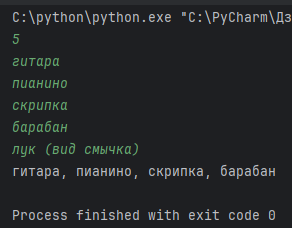 C:\python\python.exe "C:\PyCharm\Дз
5
гитара
пианино
скрипка
барабан
лук (вид смычка)
гитара, пианино, скрипка, барабан
Process finished with exit code 0